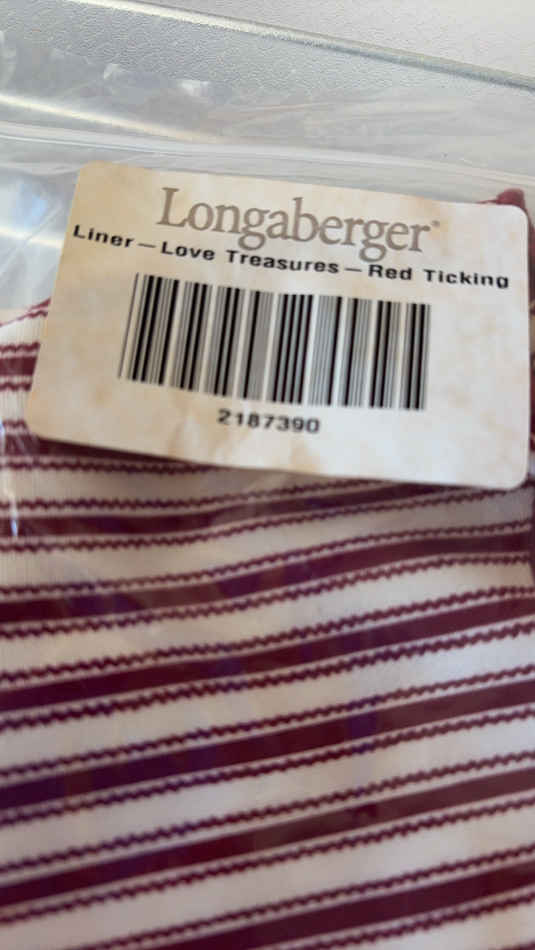 Longaberger®
Liner — Love Treasures — Red Ticking
2187390